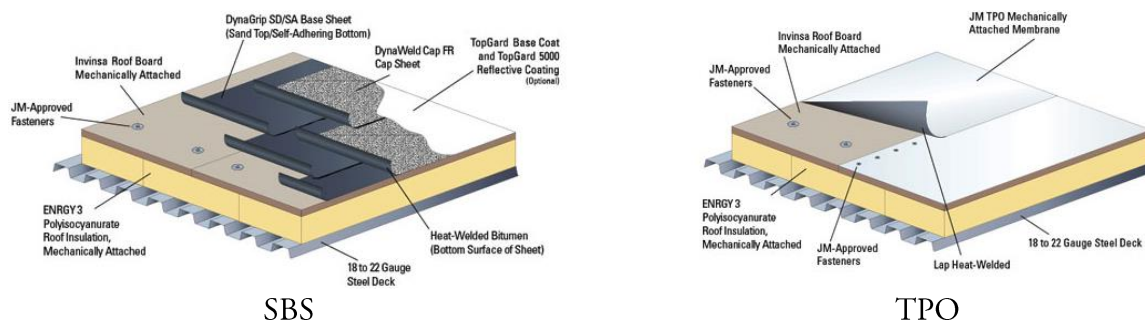 DynaGrip SD/SA Base Sheet
(Sand Top/Self-Adhering Bottom)
DynaWeld Cap FR
Cap Sheet
TopGard Base Coat
and TopGard 5000
Reflective Coating
(Optional)
Invinsa Roof Board
Mechanically Attached
JM-Approved
Fasteners
ENRGY 3
Polyisocyanurate
Roof Insulation,
Mechanically Attached
18 to 22 Gauge
Steel Deck
Heat-Welded Bitumen
(Bottom Surface of Sheet)
SBS
JM TPO Mechanically
Attached Membrane
Invinsa Roof Board
Mechanically Attached
JM-Approved
Fasteners
ENRGY 3
Polyisocyanurate
Roof Insulation,
Mechanically Attached
JM-Approved
Fasteners
Lap Heat-Welded
18 to 22 Gauge Steel Deck
TPO